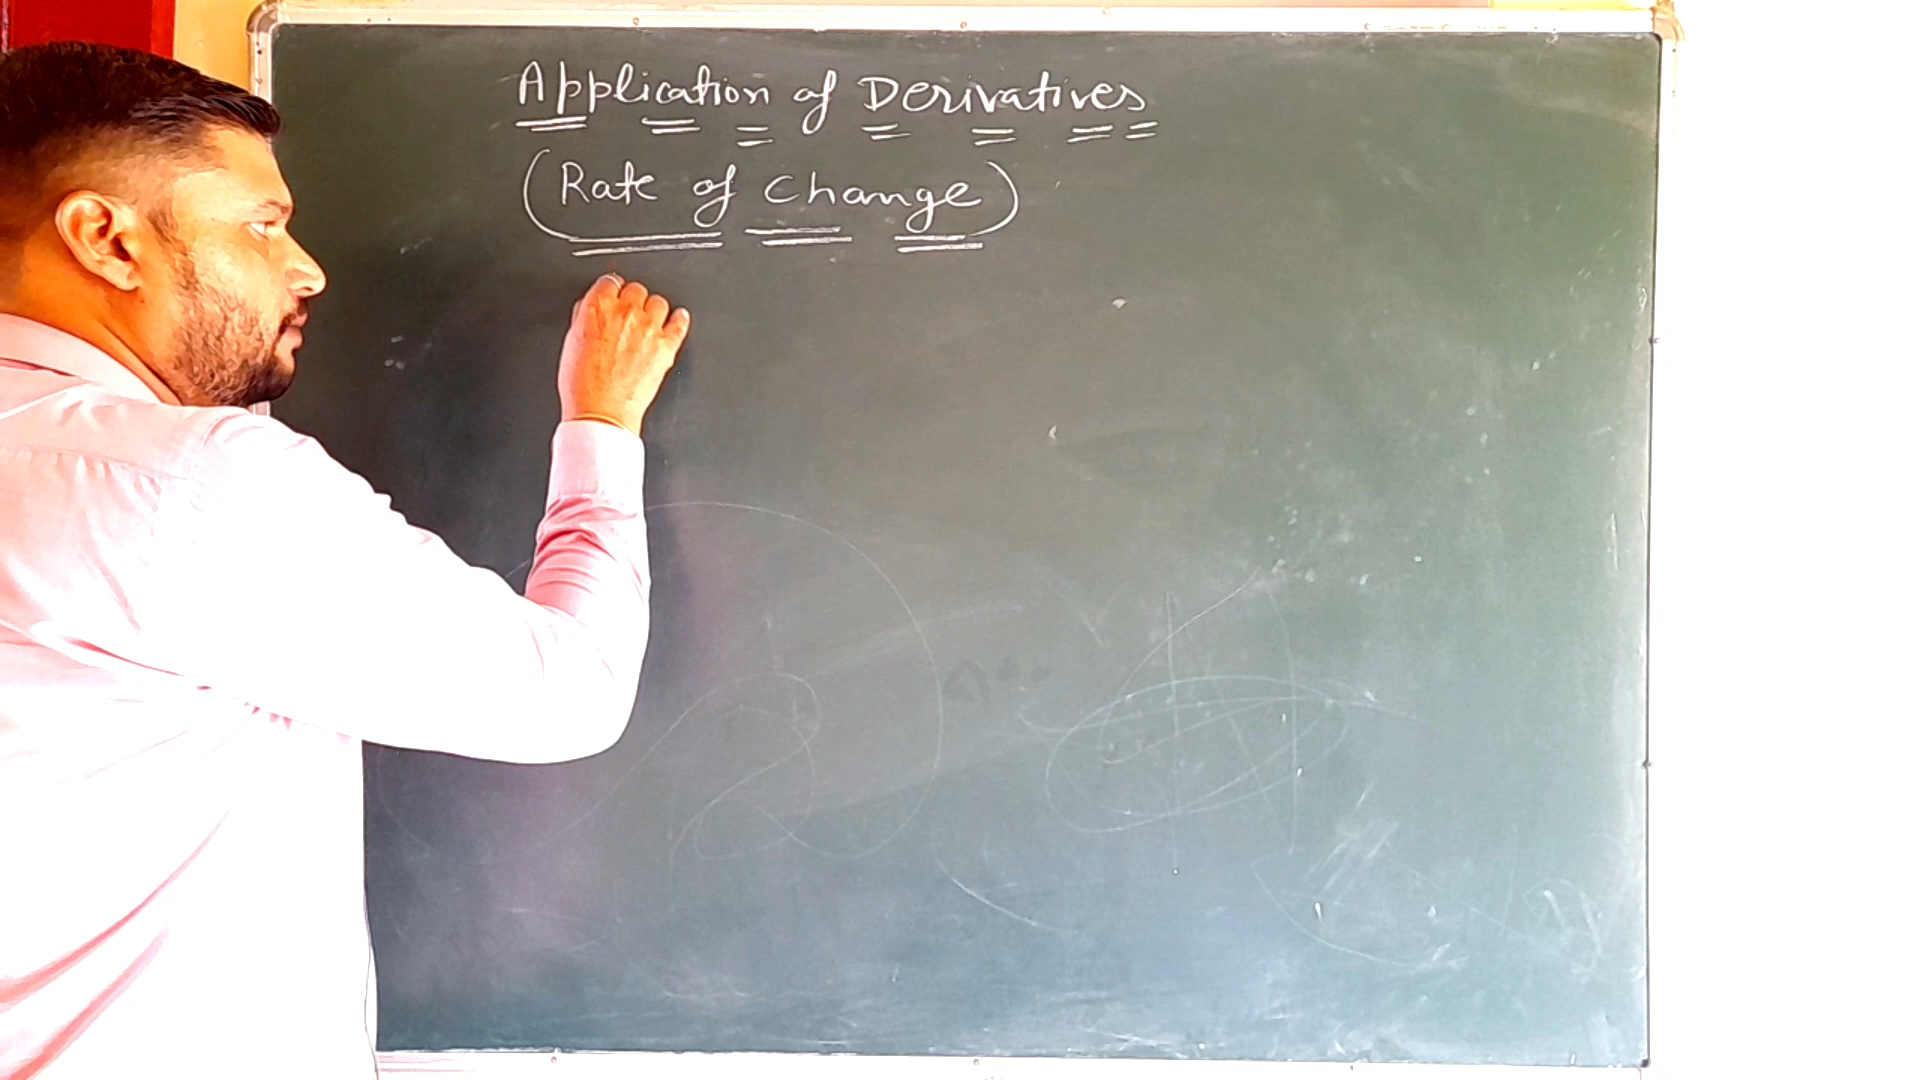 Application of Derivatives
(Rate of change)